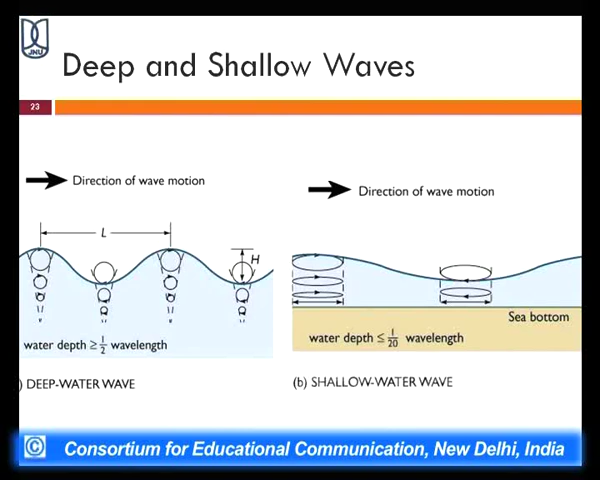 JNU
Deep and Shallow Waves
23
Direction of wave motion
Direction of wave motion
L
H
Sea bottom
water depth ≥ 1/2 wavelength
water depth ≤ 1/20 wavelength
) DEEP-WATER WAVE
(b) SHALLOW-WATER WAVE
© Consortium for Educational Communication, New Delhi, India